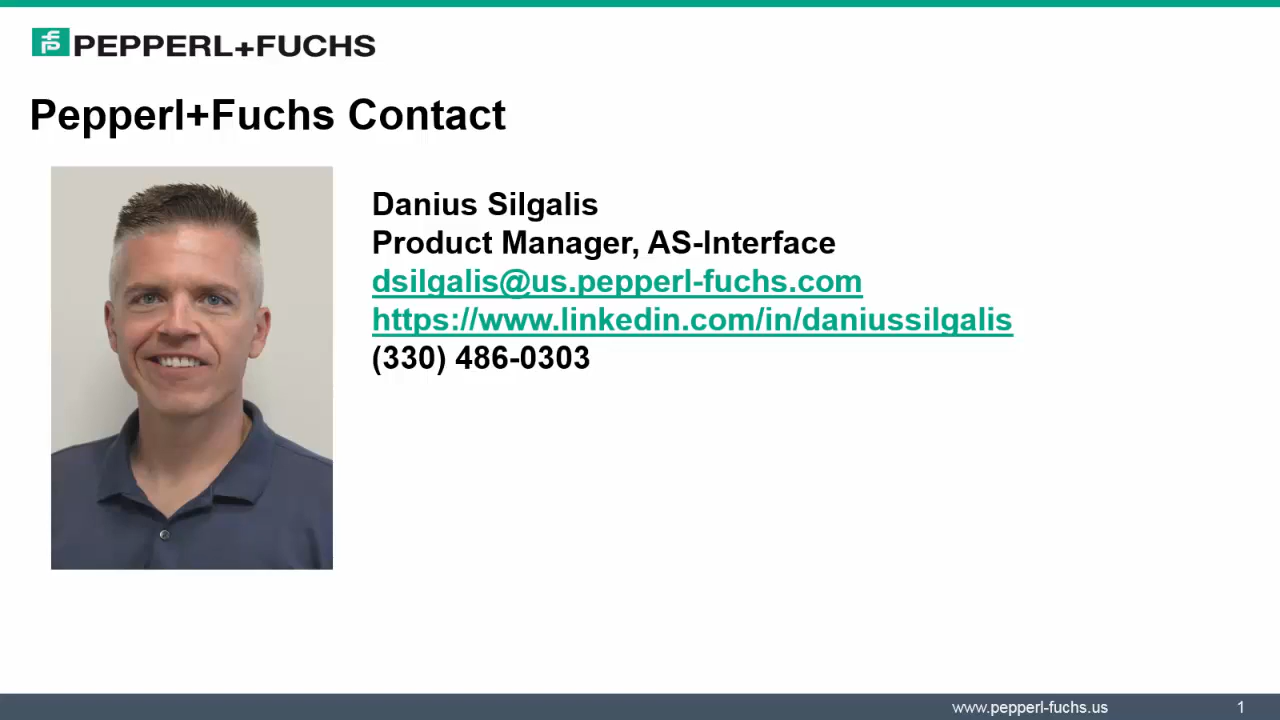 PEPPERL+FUCHS
Pepperl+Fuchs Contact
Danius Silgalis
Product Manager, AS-Interface
dsilgalis@us.pepperl-fuchs.com
https://www.linkedin.com/in/daniussilgalis
(330) 486-0303
www.pepperl-fuchs.us 1